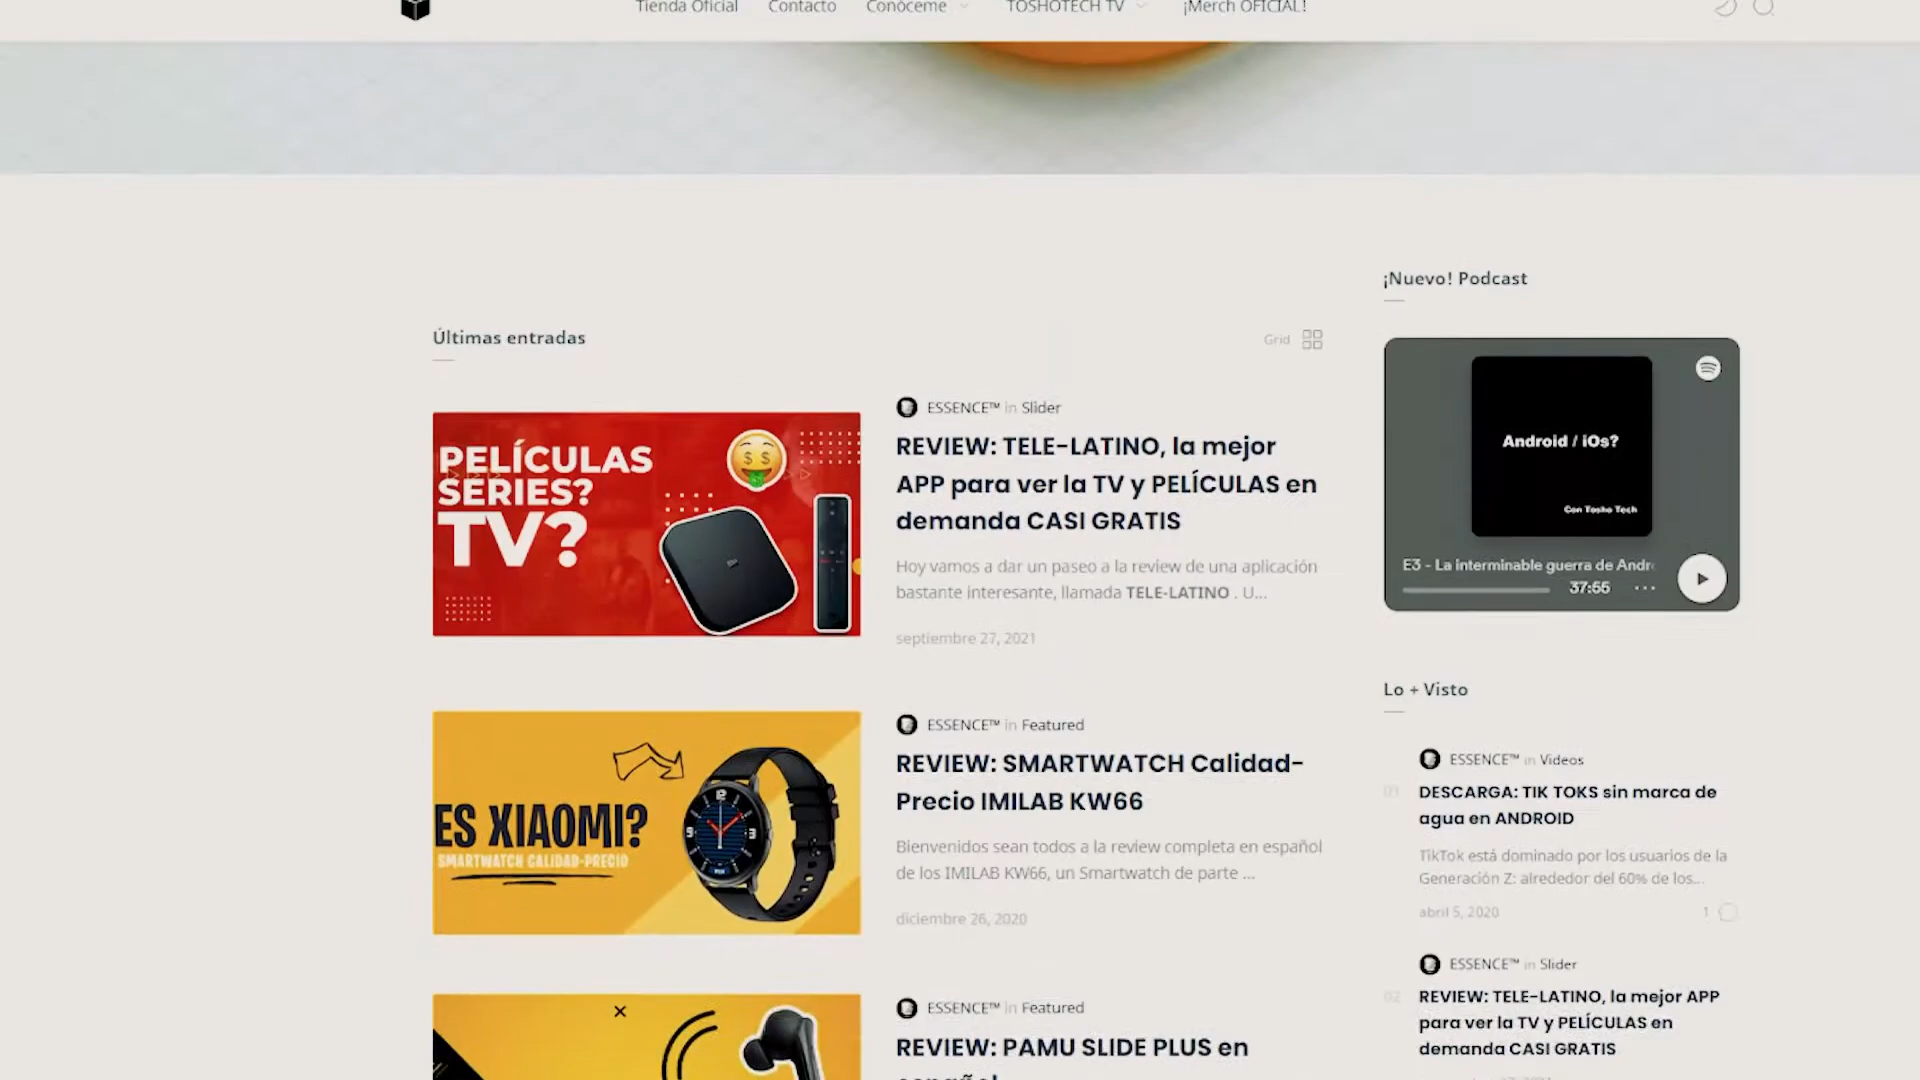 Tienda Oficial
Contacto
Conóceme
TOSHOTECH TV
¡Merch OFICIAL!
Últimas entradas
Grid
PELÍCULAS
SERIES?
TV?
ESSENCE™ in Slider
REVIEW: TELE-LATINO, la mejor
APP para ver la TV y PELÍCULAS en
demanda CASI GRATIS
Hoy vamos a dar un paseo a la review de una aplicación
bastante interesante, llamada TELE-LATINO . U...
septiembre 27, 2021
ES XIAOMI?
SMARTWATCH CALIDAD-PRECIO
ESSENCE™ in Featured
REVIEW: SMARTWATCH Calidad-
Precio IMILAB KW66
Bienvenidos sean todos a la review completa en español
de los IMILAB KW66, un Smartwatch de parte ...
diciembre 26, 2020
ESSENCE™ in Featured
REVIEW: PAMU SLIDE PLUS en
español
¡Nuevo! Podcast
Android / iOs?
Con Tosho Tech
E3 - La interminable guerra de Andr
37:55
Lo + Visto
01
ESSENCE™ in Videos
DESCARGA: TIK TOKS sin marca de
agua en ANDROID
TikTok está dominado por los usuarios de la
Generación Z: alrededor del 60% de los...
abril 5, 2020
1
02
ESSENCE™ in Slider
REVIEW: TELE-LATINO, la mejor APP
para ver la TV y PELÍCULAS en
demanda CASI GRATIS